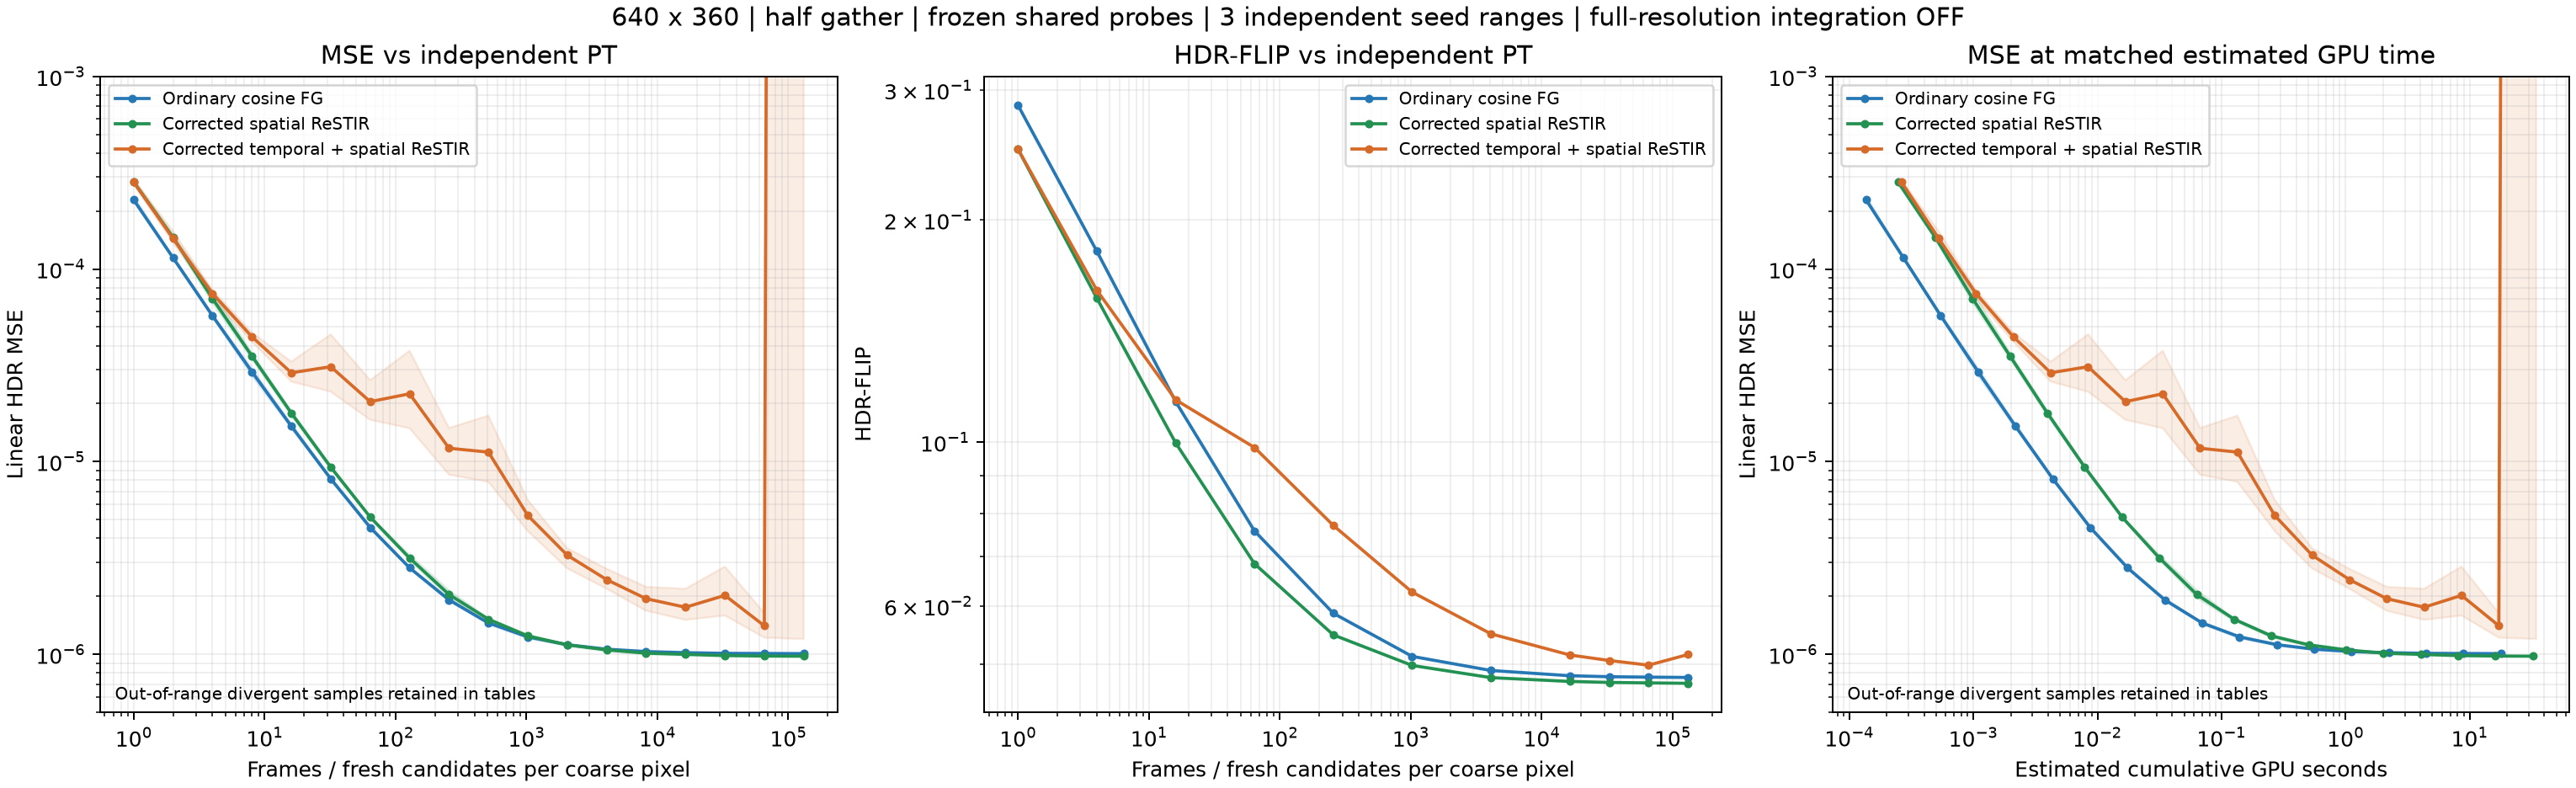 640 x 360 | half gather | frozen shared probes | 3 independent seed ranges | full-resolution integration OFF
MSE vs independent PT
Linear HDR MSE
10⁻³
10⁻⁴
10⁻⁵
10⁻⁶
Ordinary cosine FG
Corrected spatial ReSTIR
Corrected temporal + spatial ReSTIR
Out-of-range divergent samples retained in tables
10⁰ 10¹ 10² 10³ 10⁴ 10⁵
Frames / fresh candidates per coarse pixel
HDR-FLIP vs independent PT
HDR-FLIP
3 × 10⁻¹
2 × 10⁻¹
10⁻¹
6 × 10⁻²
Ordinary cosine FG
Corrected spatial ReSTIR
Corrected temporal + spatial ReSTIR
10⁰ 10¹ 10² 10³ 10⁴ 10⁵
Frames / fresh candidates per coarse pixel
MSE at matched estimated GPU time
Linear HDR MSE
10⁻³
10⁻⁴
10⁻⁵
10⁻⁶
Ordinary cosine FG
Corrected spatial ReSTIR
Corrected temporal + spatial ReSTIR
Out-of-range divergent samples retained in tables
10⁻⁴ 10⁻³ 10⁻² 10⁻¹ 10⁰ 10¹
Estimated cumulative GPU seconds